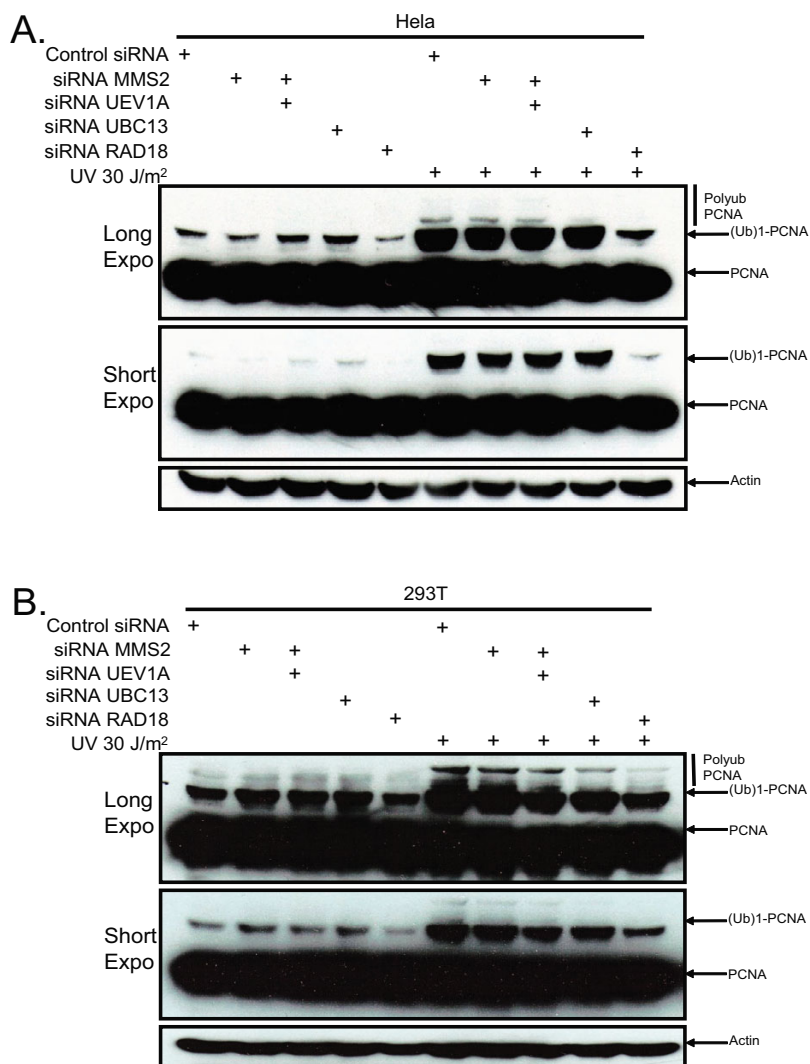 A.
Hela
Control siRNA + +
siRNA MMS2 + + + +
siRNA UEV1A + +
siRNA UBC13 + +
siRNA RAD18 + +
UV 30 J/m² + + + + +
Long
Expo
Polyub
PCNA
(Ub)1-PCNA
PCNA
Short
Expo
(Ub)1-PCNA
PCNA
Actin
B.
293T
Control siRNA + +
siRNA MMS2 + + + +
siRNA UEV1A + +
siRNA UBC13 + +
siRNA RAD18 + +
UV 30 J/m² + + + + +
Long
Expo
Polyub
PCNA
(Ub)1-PCNA
PCNA
Short
Expo
(Ub)1-PCNA
PCNA
Actin